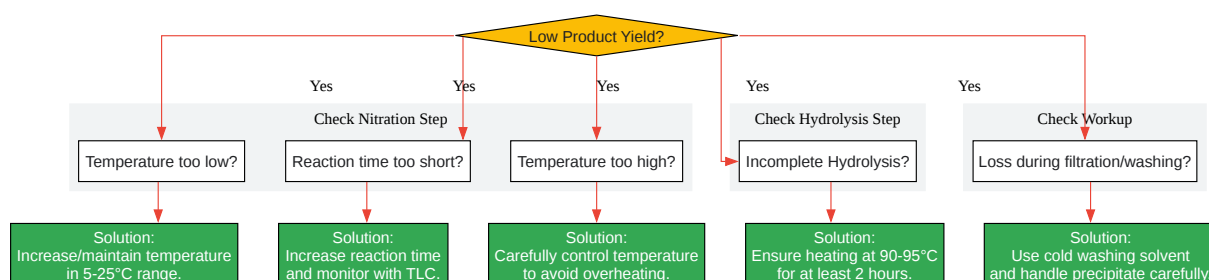 Low Product Yield?
Yes
Yes
Yes
Yes
Yes
Check Nitration Step
Check Hydrolysis Step
Check Workup
Temperature too low?
Reaction time too short?
Temperature too high?
Incomplete Hydrolysis?
Loss during filtration/washing?
Solution:
Increase/maintain temperature
in 5-25°C range.
Solution:
Increase reaction time
and monitor with TLC.
Solution:
Carefully control temperature
to avoid overheating.
Solution:
Ensure heating at 90-95°C
for at least 2 hours.
Solution:
Use cold washing solvent
and handle precipitate carefully